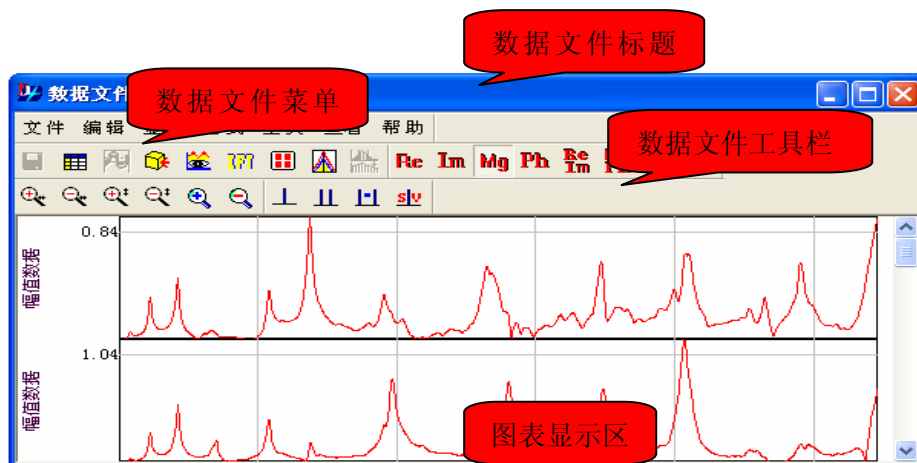 数据文件标题
数据文件
数据文件菜单
文件 编辑 帮助
数据文件工具栏
Re Im Mg Ph Re Im
s|v
0.84
幅值数据
1.04
幅值数据
图表显示区